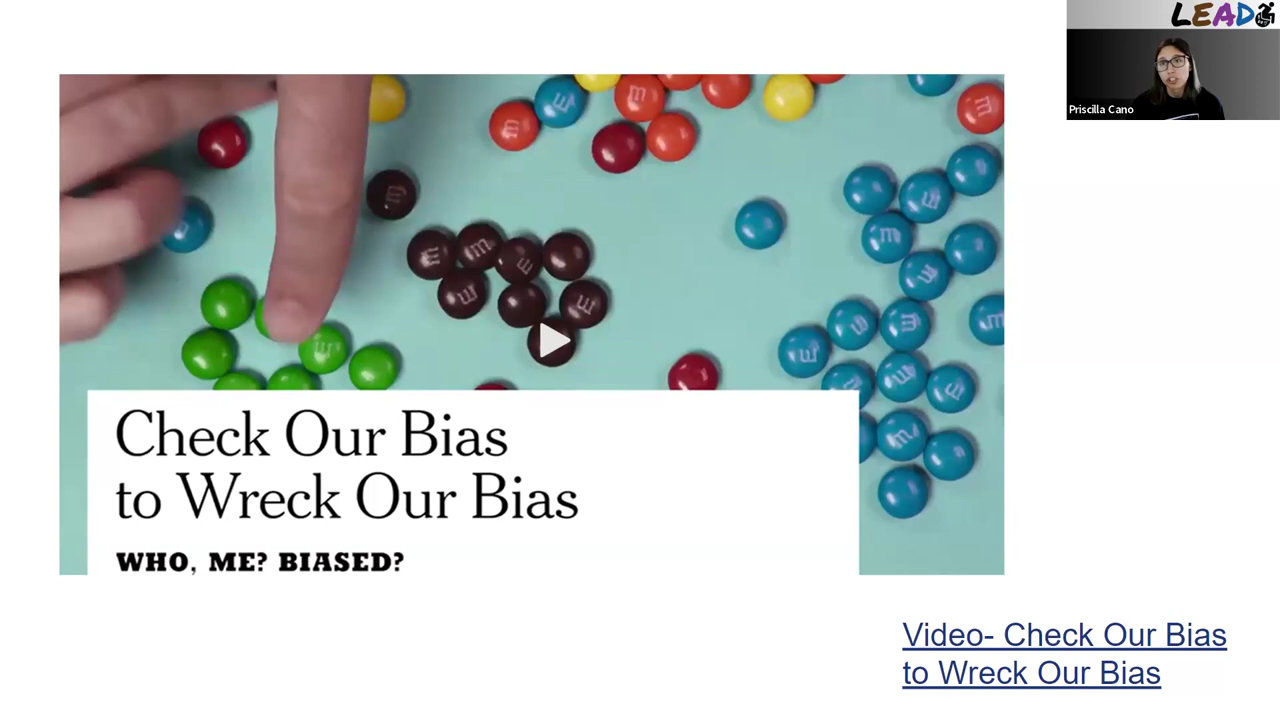 LEAD
Priscilla Cano
Check Our Bias
to Wreck Our Bias
WHO, ME? BIASED?
Video- Check Our Bias
to Wreck Our Bias